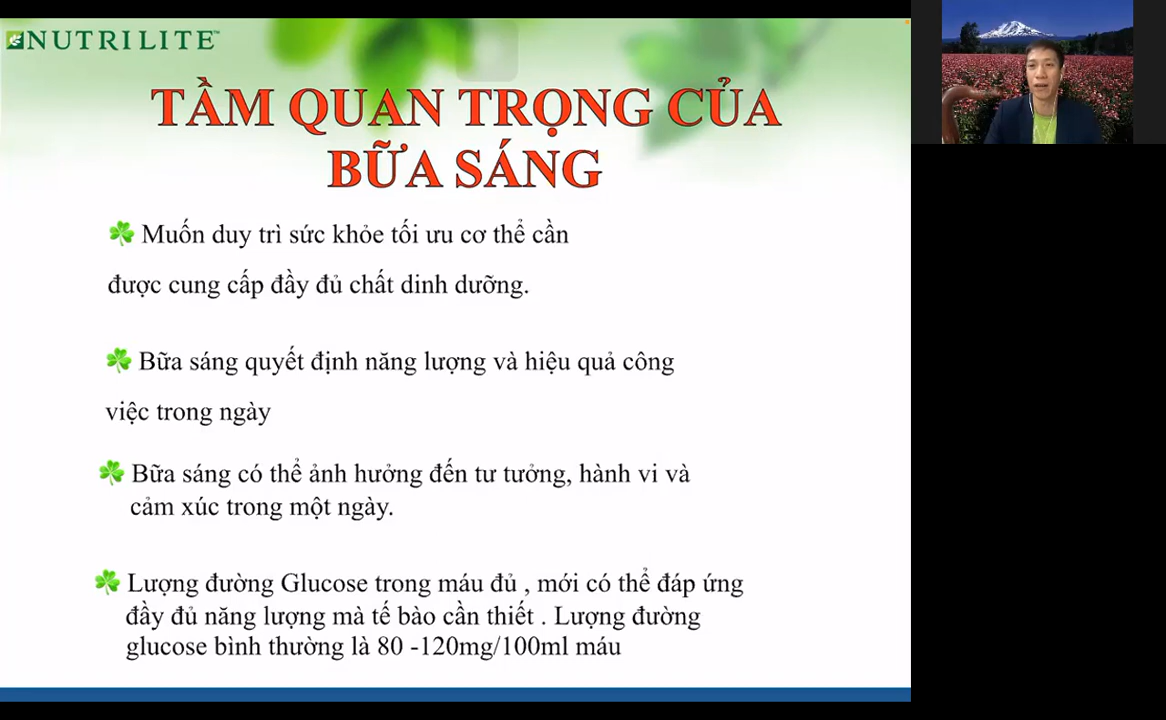 NUTRILITE™
TẦM QUAN TRỌNG CỦA
BỮA SÁNG
Muốn duy trì sức khỏe tối ưu cơ thể cần
được cung cấp đầy đủ chất dinh dưỡng.
Bữa sáng quyết định năng lượng và hiệu quả công
việc trong ngày
Bữa sáng có thể ảnh hưởng đến tư tưởng, hành vi và
cảm xúc trong một ngày.
Lượng đường Glucose trong máu đủ , mới có thể đáp ứng
đầy đủ năng lượng mà tế bào cần thiết . Lượng đường
glucose bình thường là 80 -120mg/100ml máu